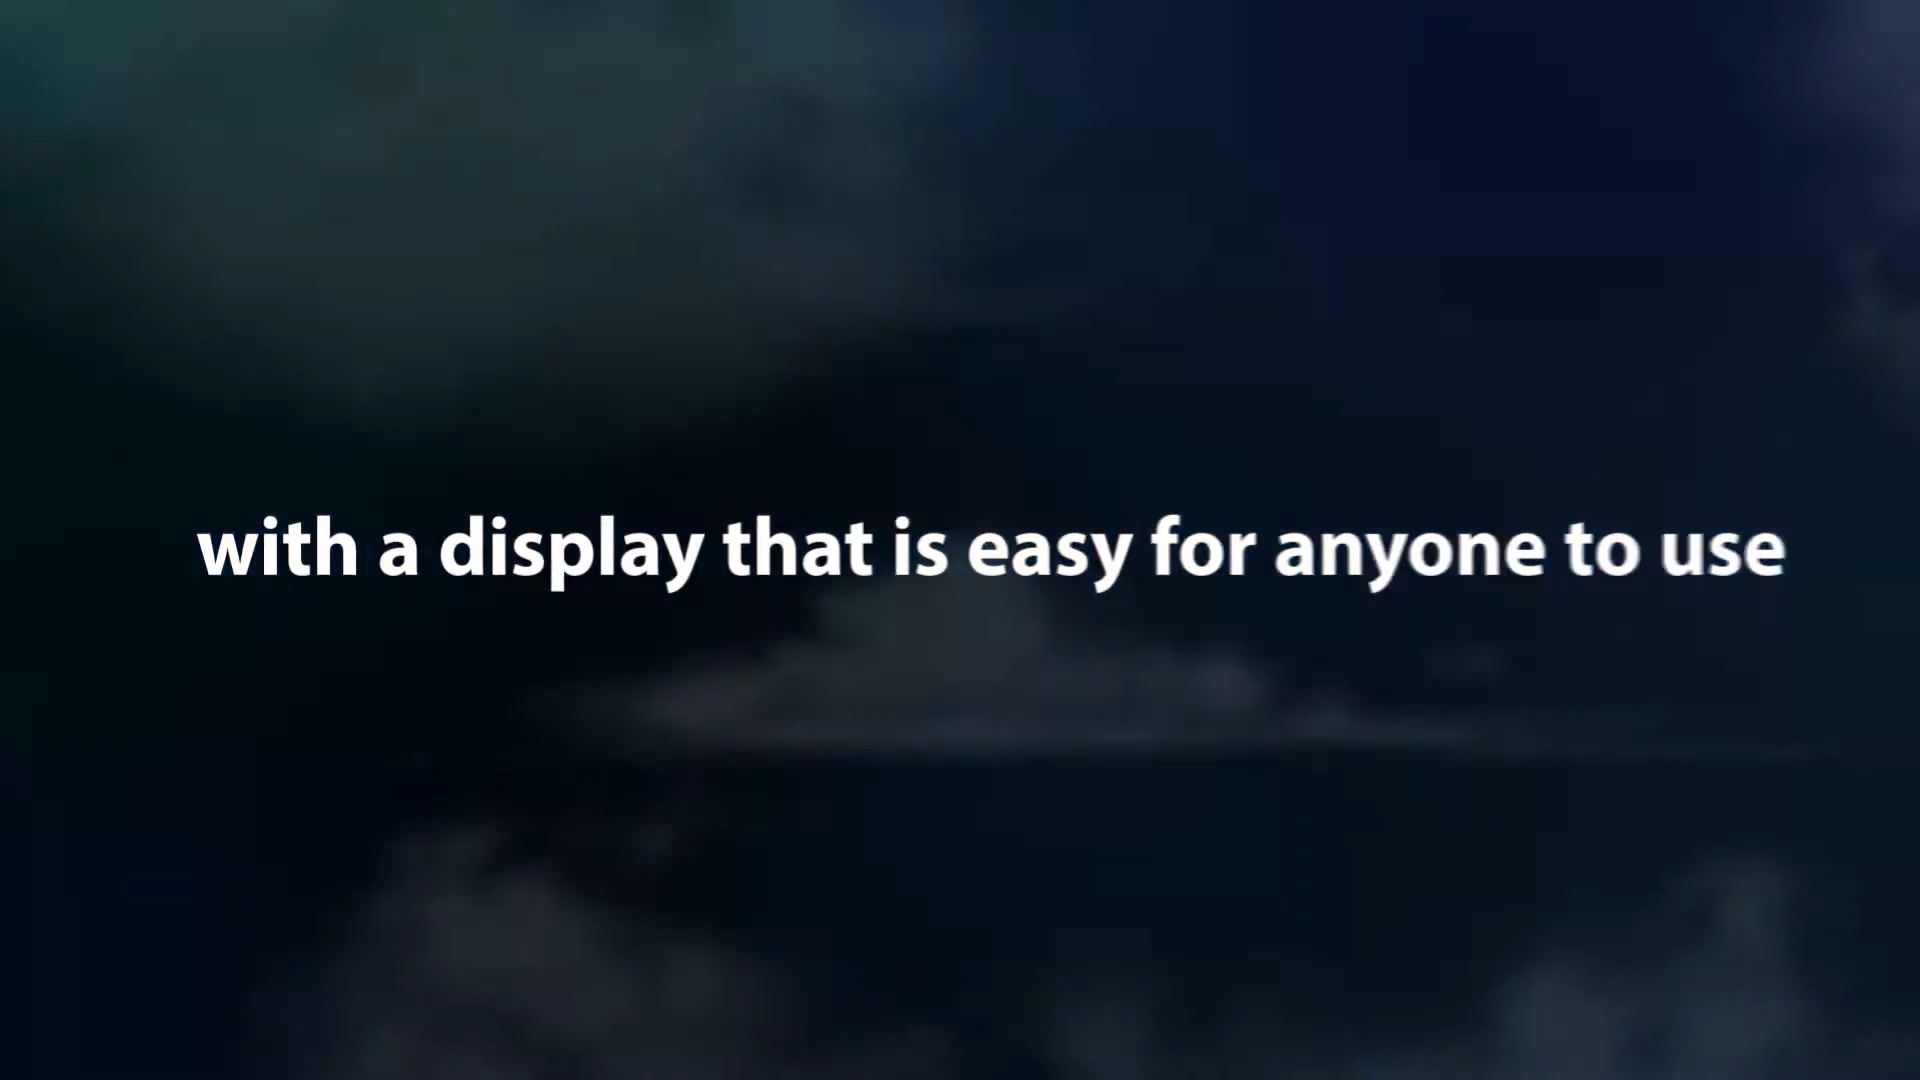 with a display that is easy for anyone to use